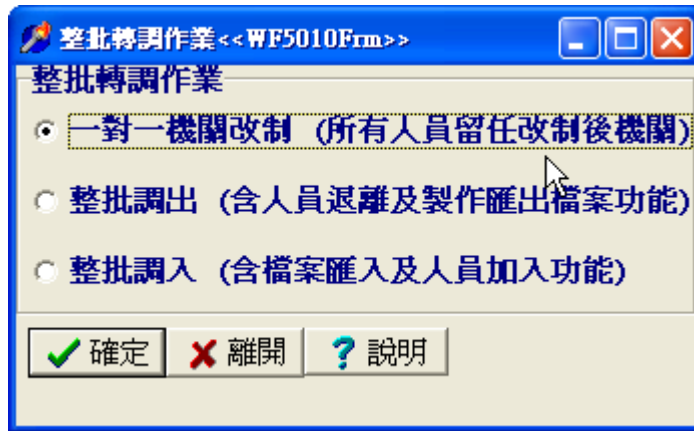 整批轉調作業<<WF5010Frm>>
整批轉調作業
一對一機關改制 (所有人員留任改制後機關)
整批調出 (含人員退離及製作匯出檔案功能)
整批調入 (含檔案匯入及人員加入功能)
確定 離開 說明